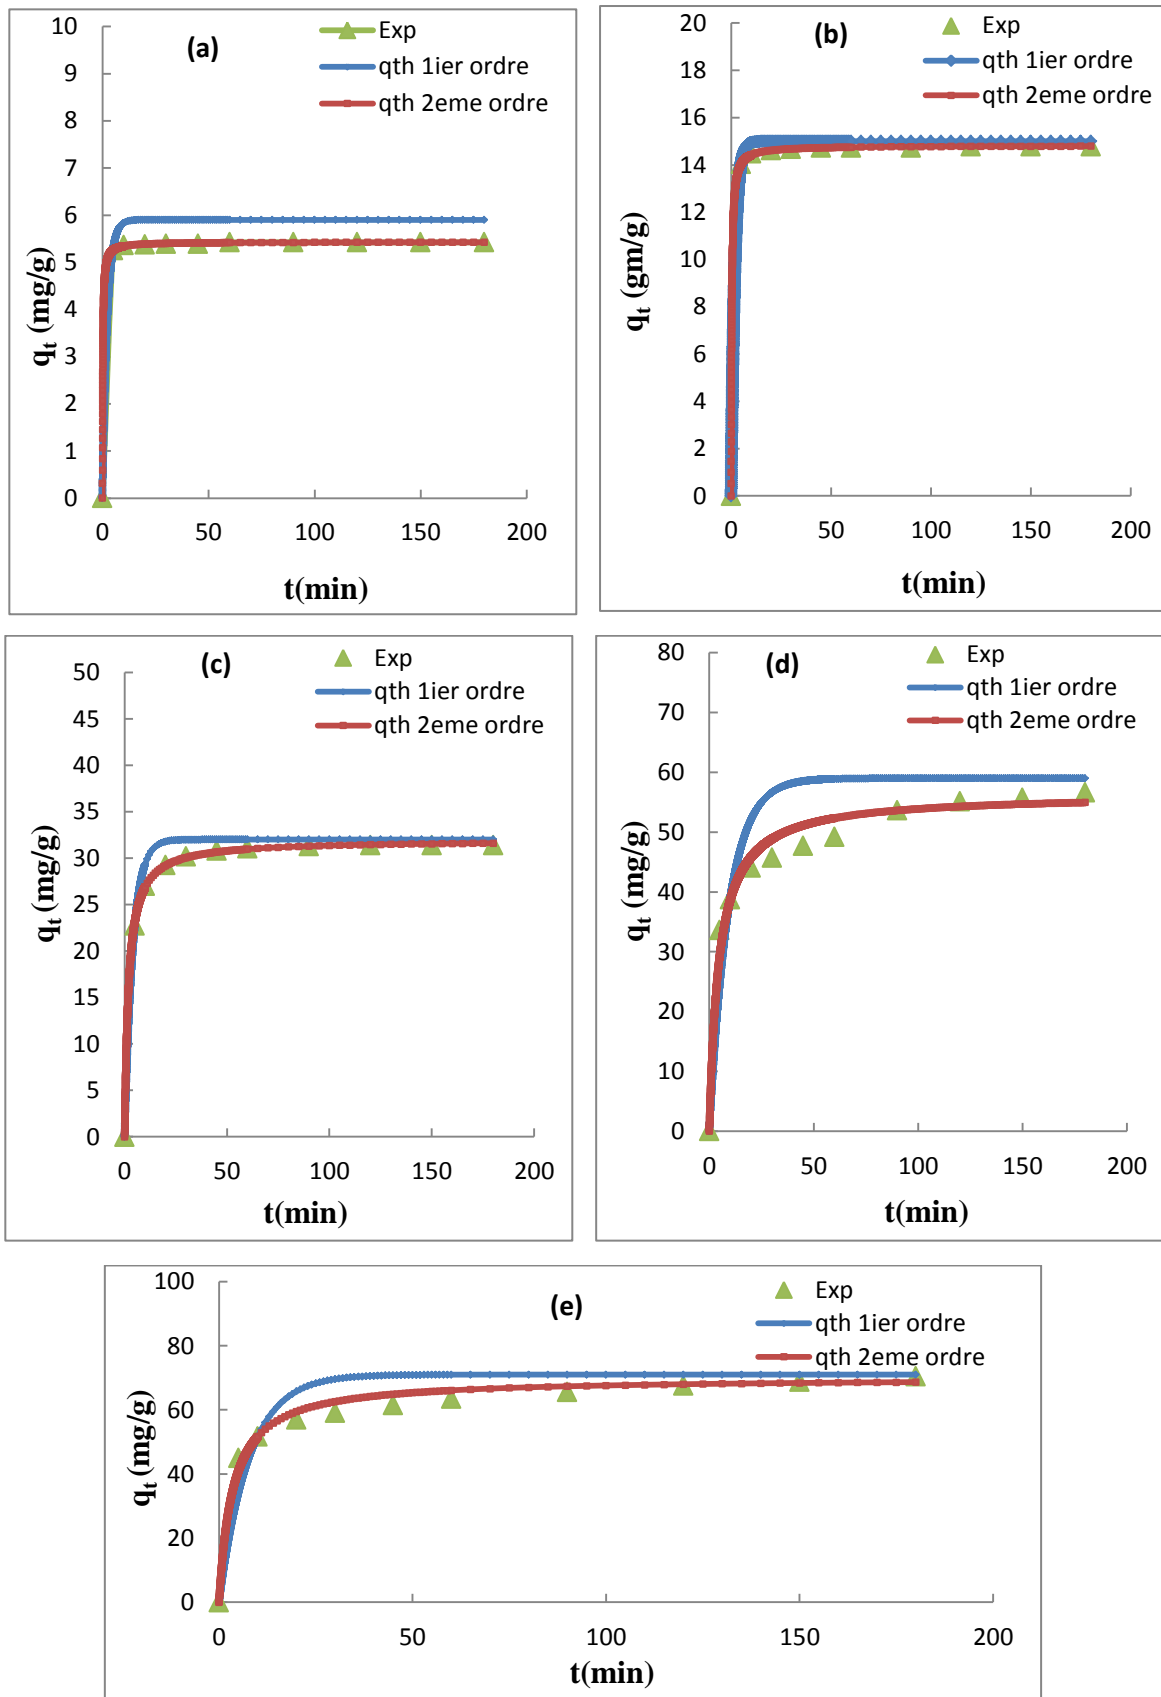 (a)
Exp
qth 1ier ordre
qth 2eme ordre
10
9
8
7
6
5
4
3
2
1
0
qt (mg/g)
0 50 100 150 200
t(min)
(b)
Exp
qth 1ier ordre
qth 2eme ordre
20
18
16
14
12
10
8
6
4
2
0
qt (gm/g)
0 50 100 150 200
t(min)
(c)
Exp
qth 1ier ordre
qth 2eme ordre
50
45
40
35
30
25
20
15
10
5
0
qt (mg/g)
0 50 100 150 200
t(min)
(d)
Exp
qth 1ier ordre
qth 2eme ordre
80
70
60
50
40
30
20
10
0
qt (mg/g)
0 50 100 150 200
t(min)
(e)
Exp
qth 1ier ordre
qth 2eme ordre
100
80
60
40
20
0
qt (mg/g)
0 50 100 150 200
t(min)